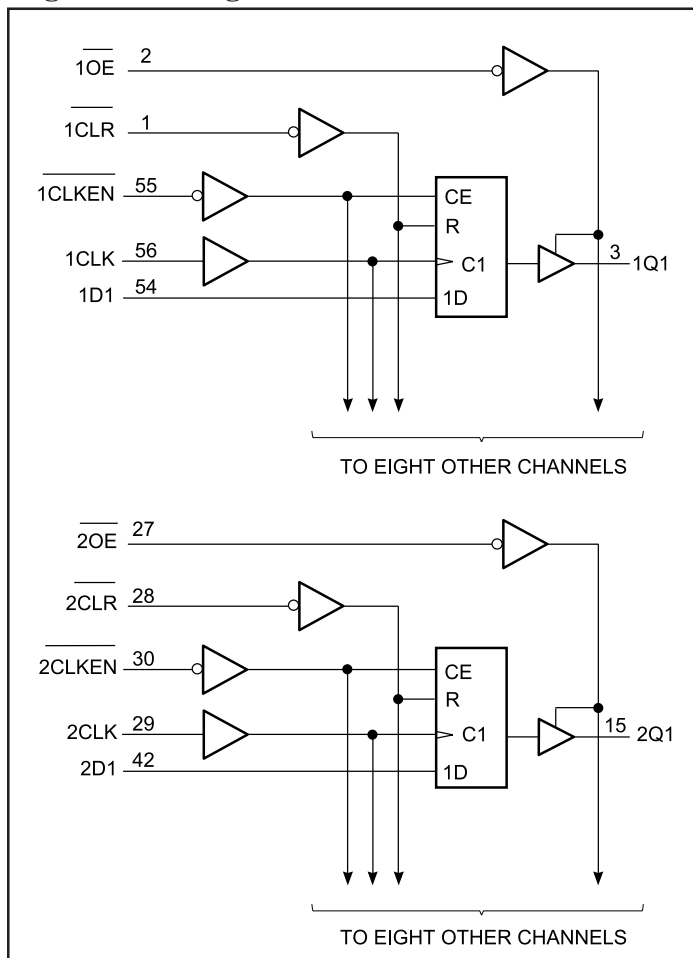 1OE 2
1CLR 1
1CLKEN 55
CE
R
1CLK 56
C1
3 1Q1
1D1 54
1D
TO EIGHT OTHER CHANNELS
2OE 27
2CLR 28
2CLKEN 30
CE
R
2CLK 29
C1
15 2Q1
2D1 42
1D
TO EIGHT OTHER CHANNELS